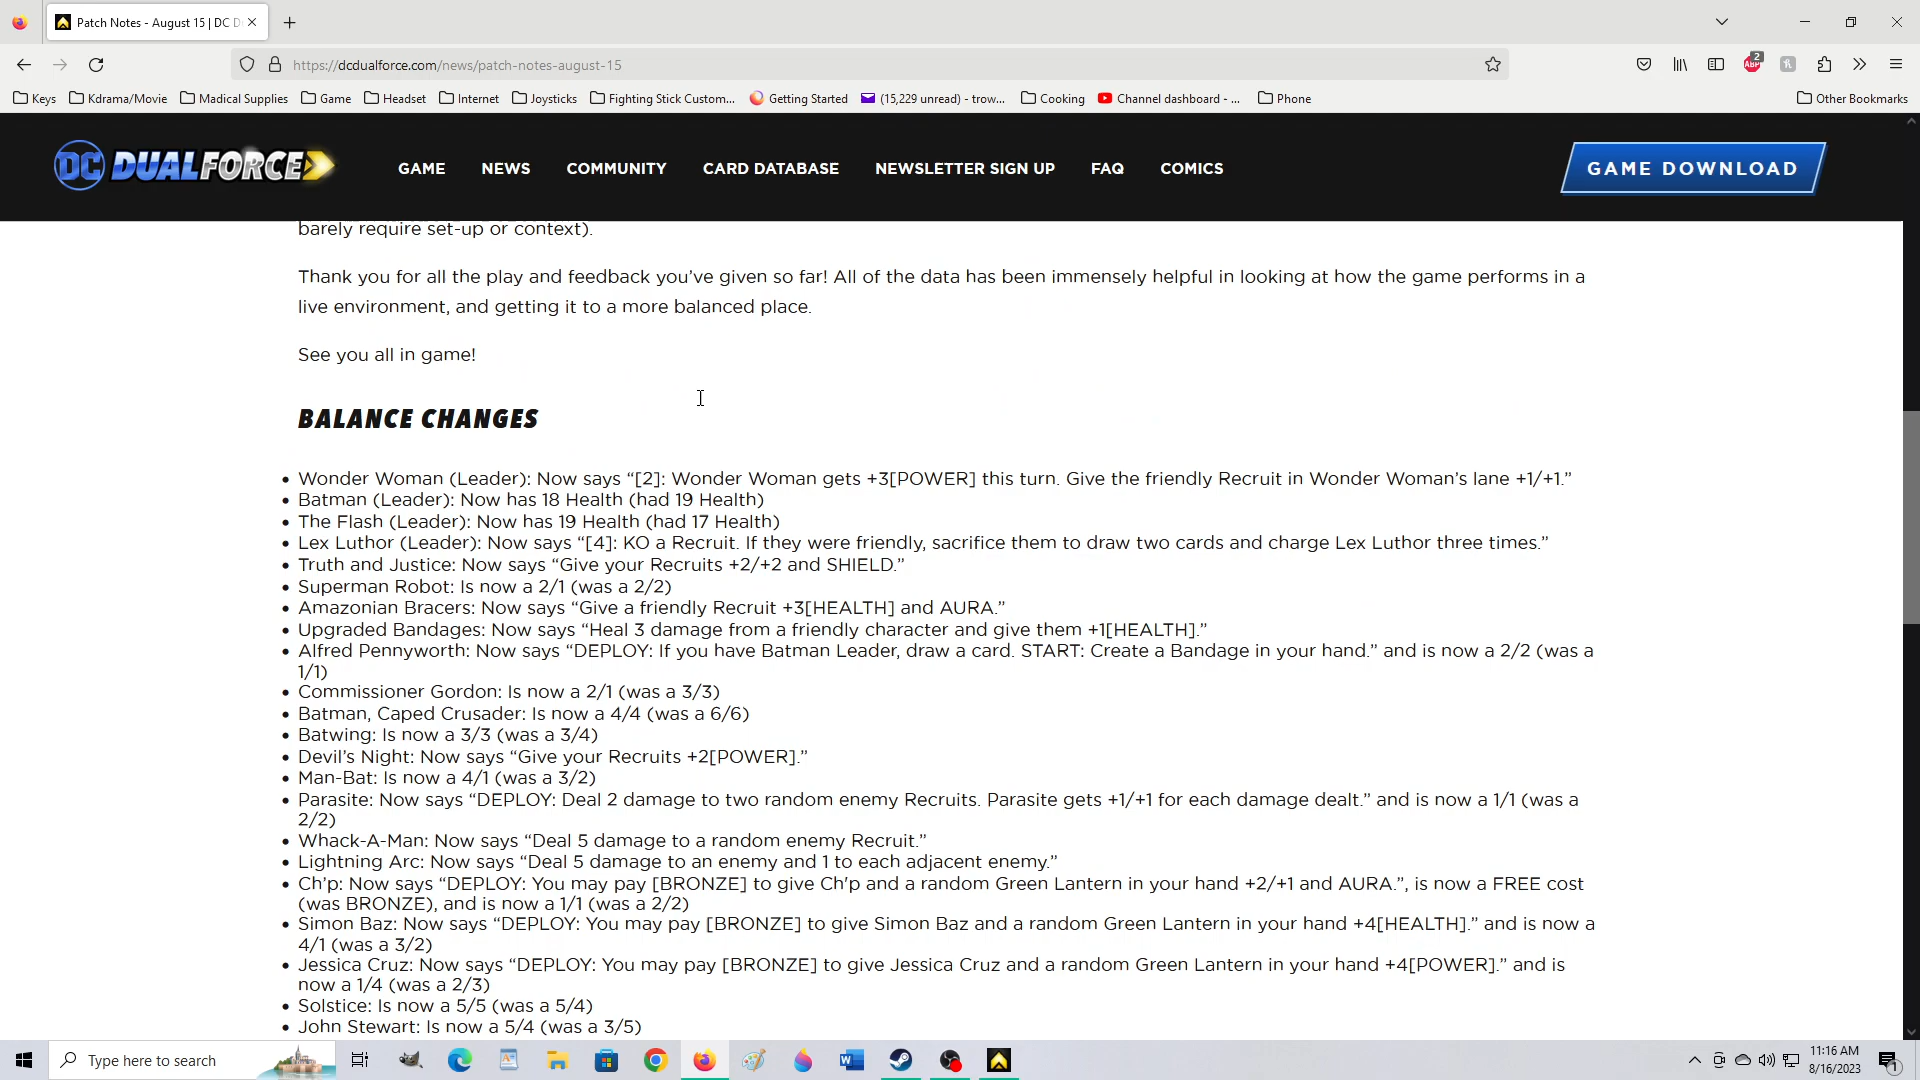 Patch Notes - August 15 | DC D
https://dcdualforce.com/news/patch-notes-august-15
2
ABP
Keys
Kdrama/Movie
Madical Supplies
Game
Headset
Internet
Joysticks
Fighting Stick Custom...
Getting Started
(15,229 unread) - trow...
Cooking
Channel dashboard - ...
Phone
Other Bookmarks
DC DUALFORCE
GAME
NEWS
COMMUNITY
CARD DATABASE
NEWSLETTER SIGN UP
FAQ
COMICS
GAME DOWNLOAD
barely require set-up or context).
Thank you for all the play and feedback you’ve given so far! All of the data has been immensely helpful in looking at how the game performs in a
live environment, and getting it to a more balanced place.
See you all in game!
BALANCE CHANGES
• Wonder Woman (Leader): Now says “[2]: Wonder Woman gets +3[POWER] this turn. Give the friendly Recruit in Wonder Woman’s lane +1/+1.”
• Batman (Leader): Now has 18 Health (had 19 Health)
• The Flash (Leader): Now has 19 Health (had 17 Health)
• Lex Luthor (Leader): Now says “[4]: KO a Recruit. If they were friendly, sacrifice them to draw two cards and charge Lex Luthor three times.”
• Truth and Justice: Now says “Give your Recruits +2/+2 and SHIELD.”
• Superman Robot: Is now a 2/1 (was a 2/2)
• Amazonian Bracers: Now says “Give a friendly Recruit +3[HEALTH] and AURA.”
• Upgraded Bandages: Now says “Heal 3 damage from a friendly character and give them +1[HEALTH].”
• Alfred Pennyworth: Now says “DEPLOY: If you have Batman Leader, draw a card. START: Create a Bandage in your hand.” and is now a 2/2 (was a
1/1)
• Commissioner Gordon: Is now a 2/1 (was a 3/3)
• Batman, Caped Crusader: Is now a 4/4 (was a 6/6)
• Batwing: Is now a 3/3 (was a 3/4)
• Devil’s Night: Now says “Give your Recruits +2[POWER].”
• Man-Bat: Is now a 4/1 (was a 3/2)
• Parasite: Now says “DEPLOY: Deal 2 damage to two random enemy Recruits. Parasite gets +1/+1 for each damage dealt.” and is now a 1/1 (was a
2/2)
• Whack-A-Man: Now says “Deal 5 damage to a random enemy Recruit.”
• Lightning Arc: Now says “Deal 5 damage to an enemy and 1 to each adjacent enemy.”
• Ch’p: Now says “DEPLOY: You may pay [BRONZE] to give Ch'p and a random Green Lantern in your hand +2/+1 and AURA.”, is now a FREE cost
(was BRONZE), and is now a 1/1 (was a 2/2)
• Simon Baz: Now says “DEPLOY: You may pay [BRONZE] to give Simon Baz and a random Green Lantern in your hand +4[HEALTH].” and is now a
4/1 (was a 3/2)
• Jessica Cruz: Now says “DEPLOY: You may pay [BRONZE] to give Jessica Cruz and a random Green Lantern in your hand +4[POWER].” and is
now a 1/4 (was a 2/3)
• Solstice: Is now a 5/5 (was a 5/4)
• John Stewart: Is now a 5/4 (was a 3/5)
Type here to search
11:16 AM
8/16/2023
1